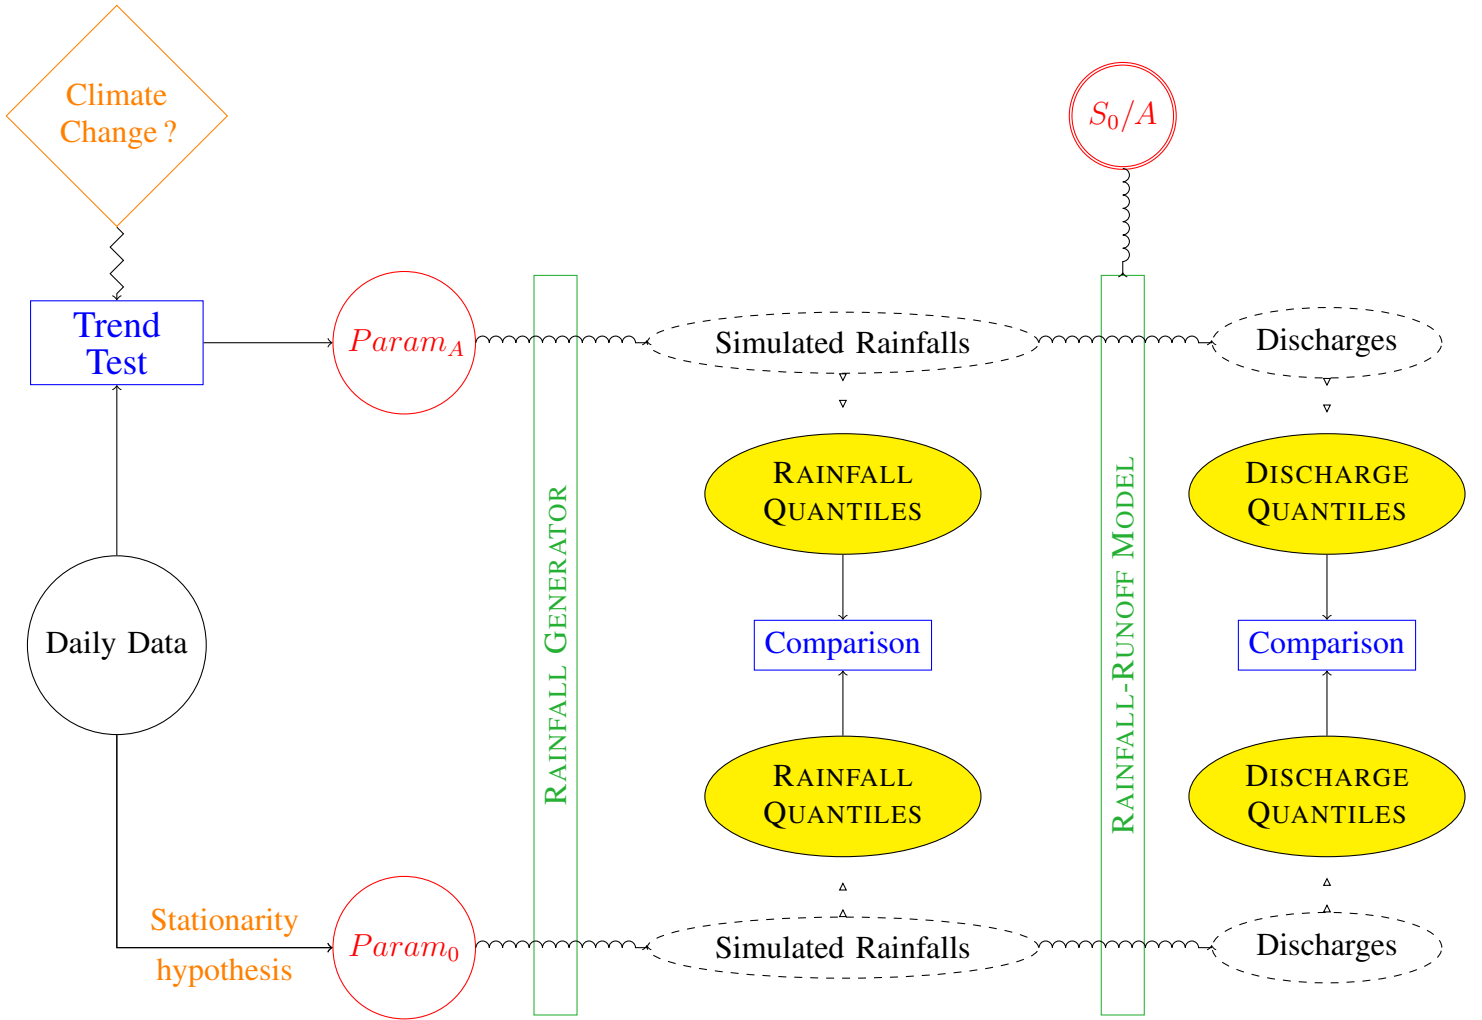 Climate
Change ?
S₀/A
Trend
Test
Param_A
Simulated Rainfalls
Discharges
RAINFALL
QUANTILES
DISCHARGE
QUANTILES
RAINFALL GENERATOR
RAINFALL-RUNOFF MODEL
Daily Data
Comparison
Comparison
RAINFALL
QUANTILES
DISCHARGE
QUANTILES
Stationarity
hypothesis
Param₀
Simulated Rainfalls
Discharges